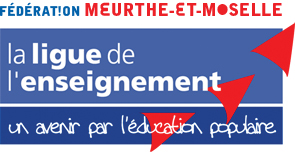 FÉDÉRATION MEURTHE-ET-MOSELLE
la ligue de
l'enseignement
un avenir par l'éducation populaire